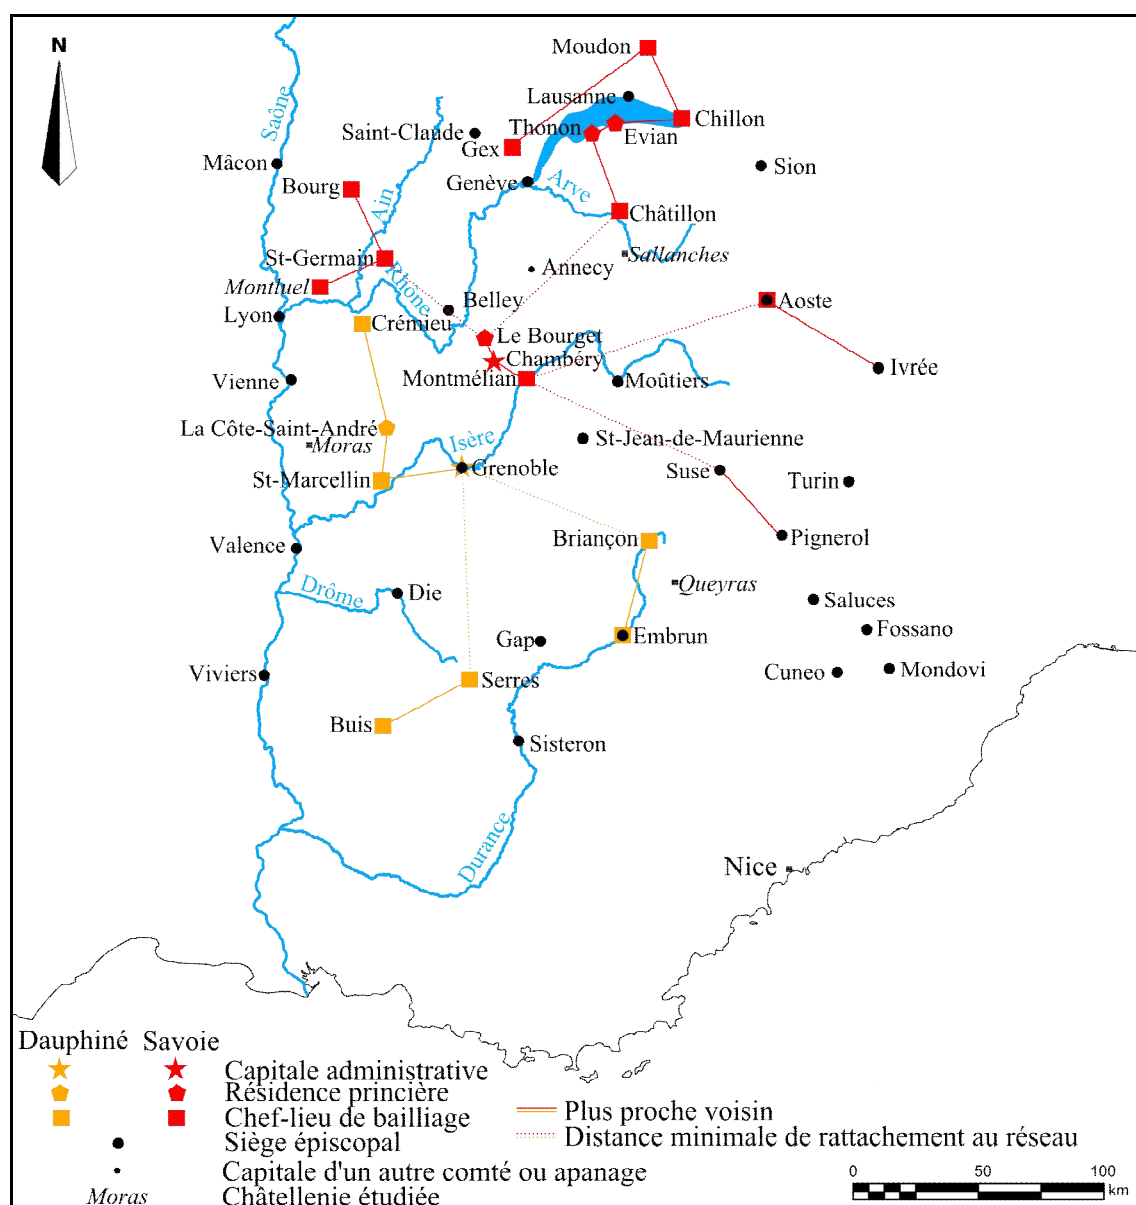 N
Moudon
Saône
Lausanne
Saint-Claude
Thonon
Evian
Chillon
Gex
Mâcon
Sion
Bourg
Genève
Arve
Ain
Châtillon
St-Germain
Sallanches
Rhône
Annecy
Montluel
Belley
Aoste
Lyon
Crémieu
Le Bourget
Chambéry
Ivrée
Vienne
Montmélian
Moûtiers
La Côte-Saint-André
Moras
Isère
St-Jean-de-Maurienne
Grenoble
St-Marcellin
Suse
Turin
Valence
Briançon
Pignerol
Drôme
Die
Queyras
Saluces
Gap
Embrun
Fossano
Viviers
Serres
Cuneo
Mondovi
Buis
Sisteron
Durance
Nice
Dauphiné Savoie
Capitale administrative
Résidence princière
Chef-lieu de bailliage
Siège épiscopal
Capitale d'un autre comté ou apanage
Moras Châtellenie étudiée
Plus proche voisin
Distance minimale de rattachement au réseau
0 50 100
km